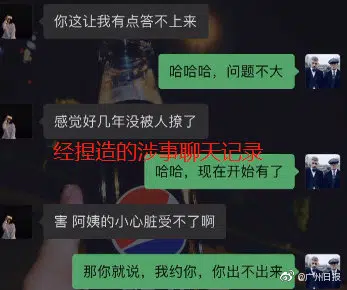 你这让我有点答不上来
哈哈哈，问题不大
感觉好几年没被人撩了
经捏造的涉事聊天记录
哈哈，现在开始有了
害 阿姨的小心脏受不了啊
那你就说，我约你，你出不出来
@广州日报